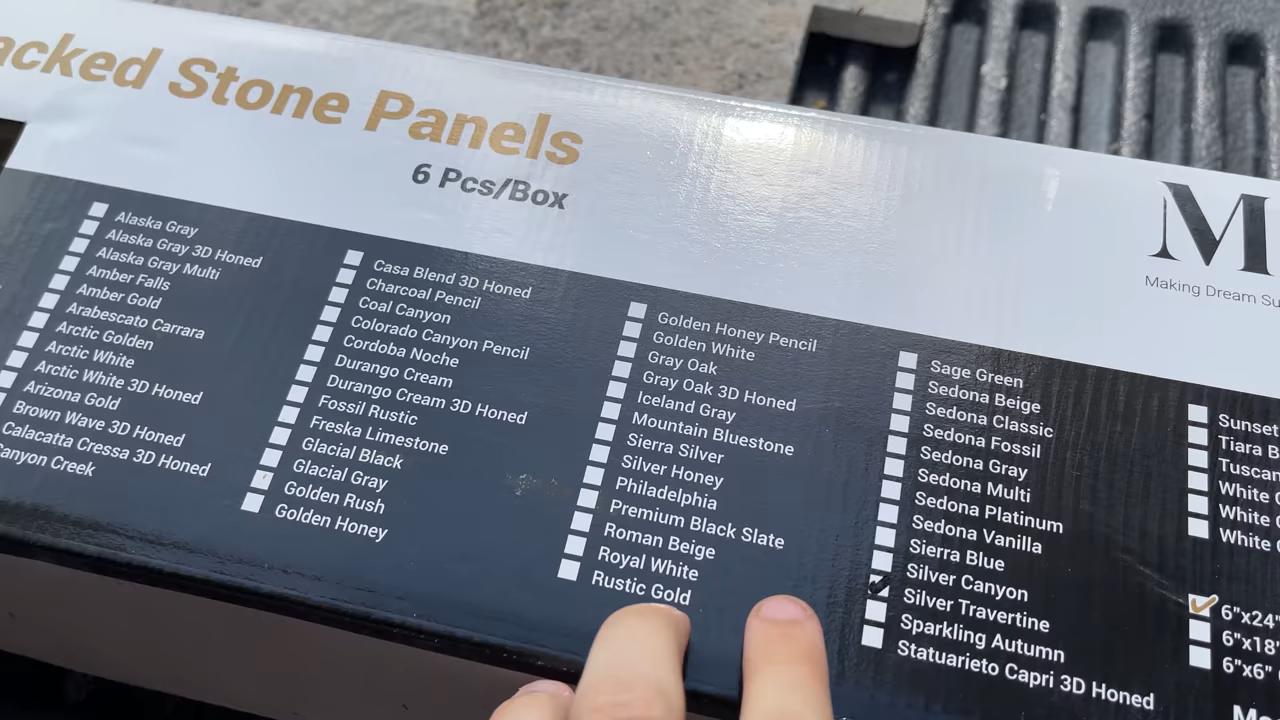 acked Stone Panels
6 Pcs/Box
M
Making Dream Su
Alaska Gray
Alaska Gray 3D Honed
Alaska Gray Multi
Amber Falls
Amber Gold
Arabescato Carrara
Arctic Golden
Arctic White
Arctic White 3D Honed
Arizona Gold
Brown Wave 3D Honed
Calacatta Cressa 3D Honed
anyon Creek
Casa Blend 3D Honed
Charcoal Pencil
Coal Canyon
Colorado Canyon Pencil
Cordoba Noche
Durango Cream
Durango Cream 3D Honed
Fossil Rustic
Freska Limestone
Glacial Black
Glacial Gray
Golden Rush
Golden Honey
Golden Honey Pencil
Golden White
Gray Oak
Gray Oak 3D Honed
Iceland Gray
Mountain Bluestone
Sierra Silver
Silver Honey
Philadelphia
Premium Black Slate
Roman Beige
Royal White
Rustic Gold
Sage Green
Sedona Beige
Sedona Classic
Sedona Fossil
Sedona Gray
Sedona Multi
Sedona Platinum
Sedona Vanilla
Sierra Blue
Silver Canyon
Silver Travertine
Sparkling Autumn
Statuarieto Capri 3D Honed
Sunset
Tiara B
Tuscan
White
White
White
6"x24"
6"x18"
6"x6"